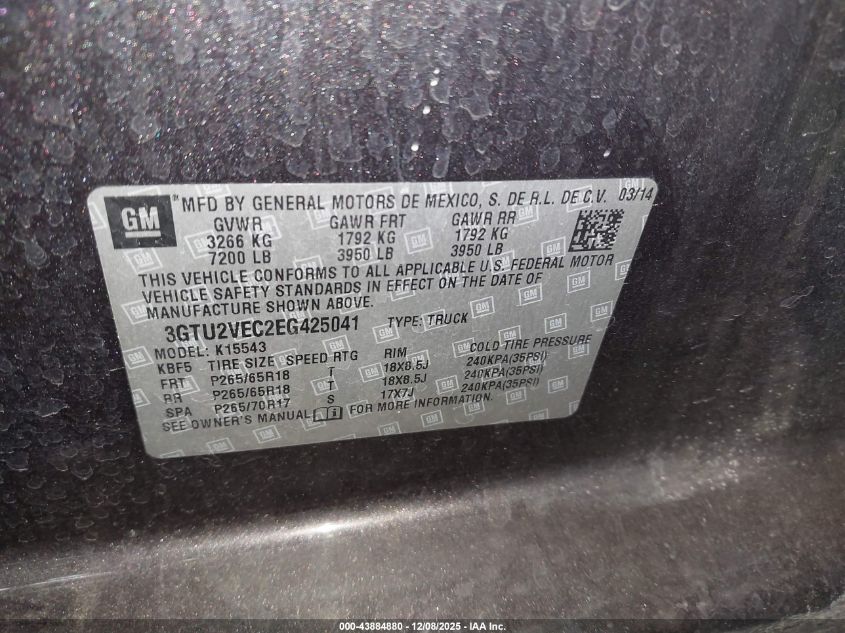 GM ™ MFD BY GENERAL MOTORS DE MEXICO, S. DE R.L. DE C.V. 03/14
GVWR GAWR FRT GAWR RR
3266 KG 1792 KG 1792 KG
7200 LB 3950 LB 3950 LB
THIS VEHICLE CONFORMS TO ALL APPLICABLE U.S. FEDERAL MOTOR
VEHICLE SAFETY STANDARDS IN EFFECT ON THE DATE OF
MANUFACTURE SHOWN ABOVE.
3GTU2VEC2EG425041 TYPE: TRUCK
MODEL: K15543
KBF5 TIRE SIZE SPEED RTG RIM COLD TIRE PRESSURE
FRT P265/65R18 T 18X8.5J 240KPA(35PSI)
RR P265/65R18 T 18X8.5J 240KPA(35PSI)
SPA P265/70R17 S 17X7J 240KPA(35PSI)
SEE OWNER'S MANUAL i FOR MORE INFORMATION.
000-43884880 | 12/08/2025 | IAA Inc.